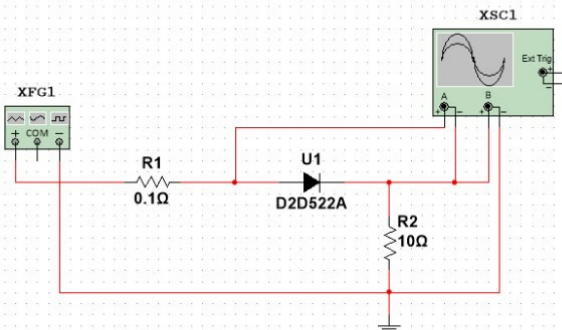 XSC1
Ext Trig
+
-
A
B
+ - + -
XFG1
+ COM -
R1
0.1Ω
U1
D2D522A
R2
10Ω